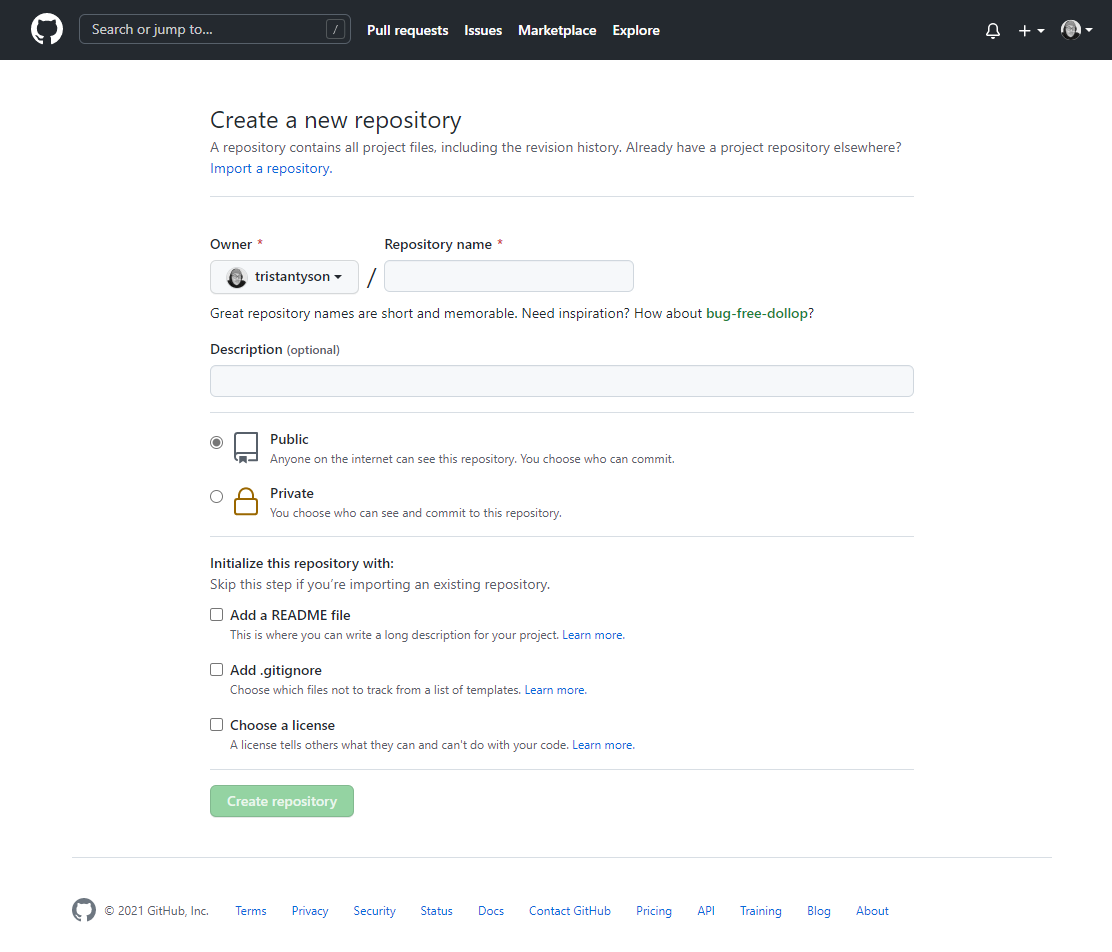 Search or jump to... /
Pull requests Issues Marketplace Explore
Create a new repository
A repository contains all project files, including the revision history. Already have a project repository elsewhere?
Import a repository.
Owner * Repository name *
tristantyson /
Great repository names are short and memorable. Need inspiration? How about bug-free-dollop?
Description (optional)
Public
Anyone on the internet can see this repository. You choose who can commit.
Private
You choose who can see and commit to this repository.
Initialize this repository with:
Skip this step if you’re importing an existing repository.
Add a README file
This is where you can write a long description for your project. Learn more.
Add .gitignore
Choose which files not to track from a list of templates. Learn more.
Choose a license
A license tells others what they can and can't do with your code. Learn more.
Create repository
© 2021 GitHub, Inc. Terms Privacy Security Status Docs Contact GitHub Pricing API Training Blog About